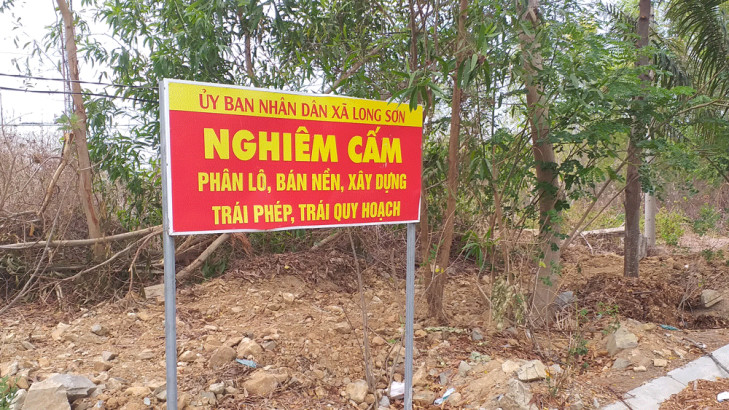 ỦY BAN NHÂN DÂN XÃ LONG SƠN
NGHIÊM CẤM
PHÂN LÔ, BÁN NỀN, XÂY DỰNG
TRÁI PHÉP, TRÁI QUY HOẠCH